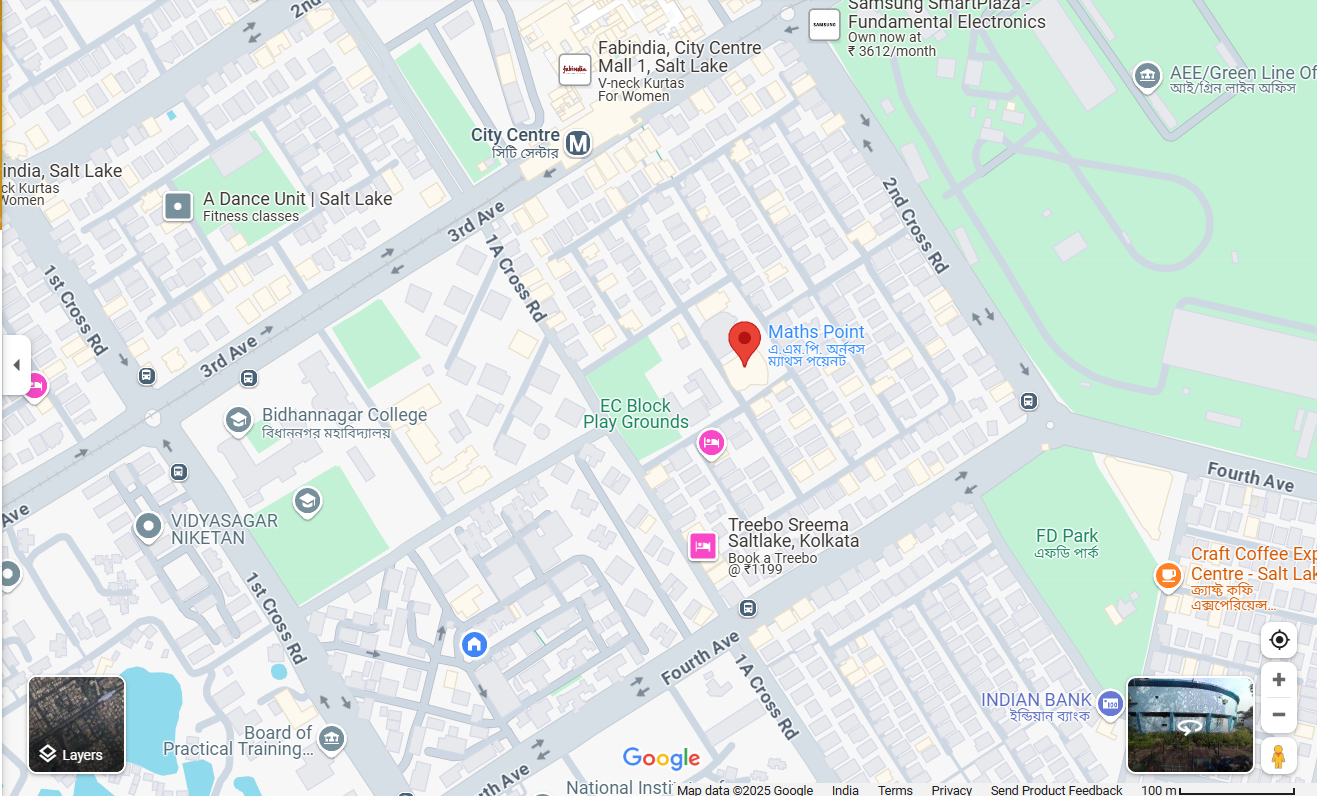 2nd
Samsung SmartPlaza -
Fundamental Electronics
Own now at
₹ 3612/month
SAMSUNG
fabindia
Fabindia, City Centre
Mall 1, Salt Lake
V-neck Kurtas
For Women
AEE/Green Line Of
আই/গ্রিন লাইন অফিস
City Centre
সিটি সেন্টার
M
india, Salt Lake
ck Kurtas
Women
A Dance Unit | Salt Lake
Fitness classes
3rd Ave
2nd Cross Rd
1A Cross Rd
1st Cross Rd
3rd Ave
Maths Point
এ.এম.পি. অর্নবস
ম্যাথস পয়েনট
EC Block
Play Grounds
Bidhannagar College
বিধাননগর মহাবিদ্যালয়
Fourth Ave
Ave
VIDYASAGAR
NIKETAN
Treebo Sreema
Saltlake, Kolkata
Book a Treebo
@ ₹1199
FD Park
এফডি পার্ক
Craft Coffee Exp
Centre - Salt Lak
ক্র্যাফ্ট কফি
এক্সপেরিয়েন্স...
1st Cross Rd
Fourth Ave
1A Cross Rd
INDIAN BANK
ইন্ডিয়ান ব্যাংক
100
Board of
Practical Training...
Layers
Google
h Ave
National Insti
Map data ©2025 Google India Terms Privacy Send Product Feedback 100 m